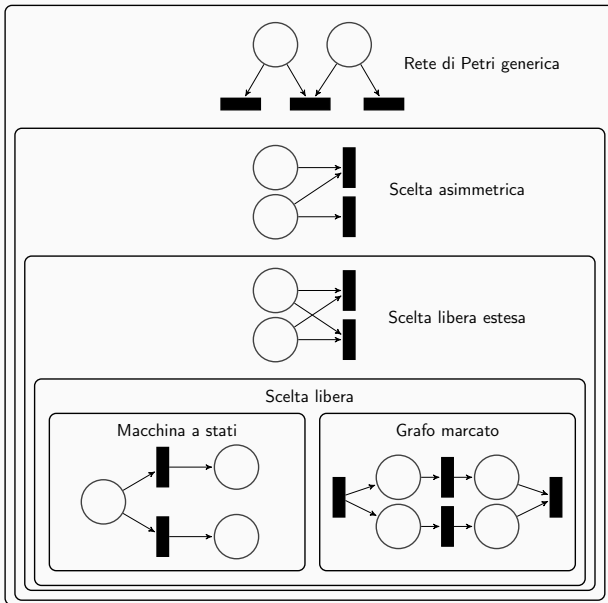 Rete di Petri generica
Scelta asimmetrica
Scelta libera estesa
Scelta libera
Macchina a stati
Grafo marcato